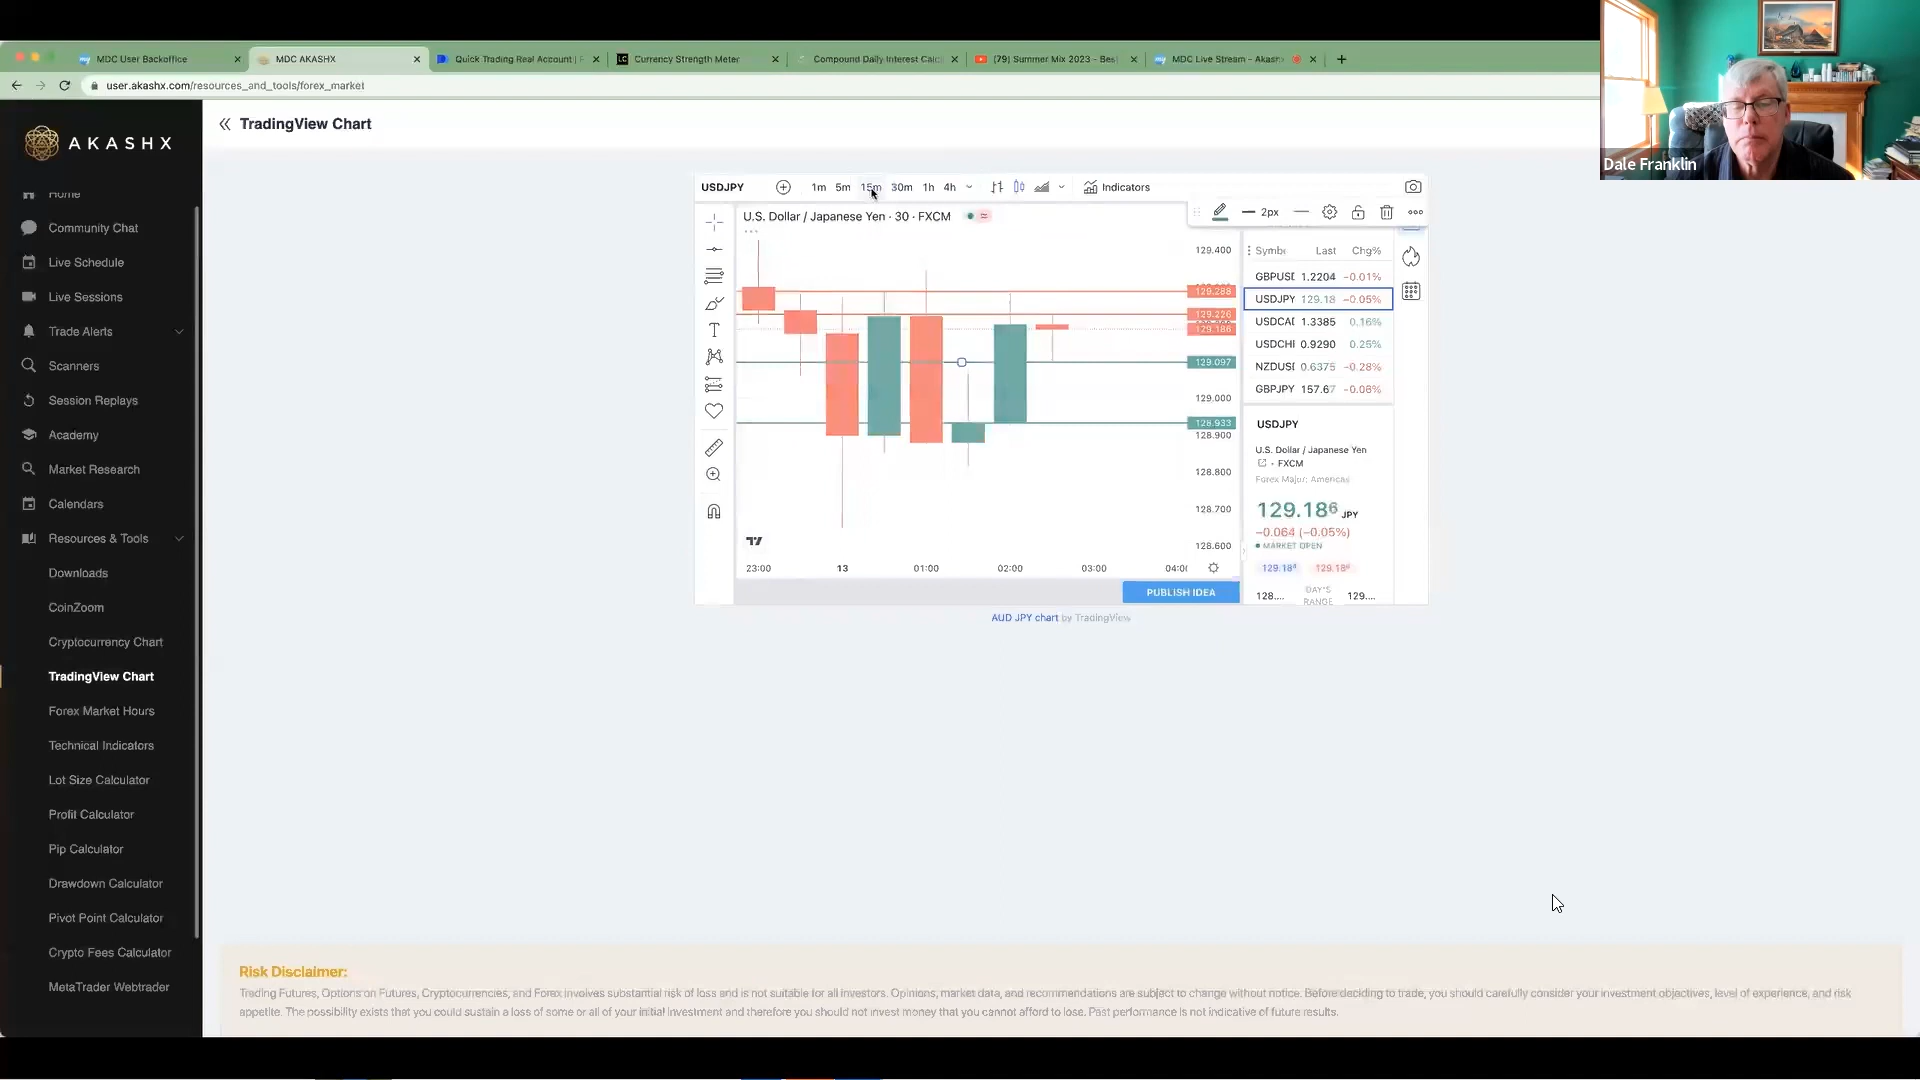 MDC User Backoffice
MDC AKASHX
Quick Trading Real Account |
Currency Strength Meter
Compound Daily Interest Calc
(79) Summer Mix 2023 - Bes
MDC Live Stream - Akash
user.akashx.com/resources_and_tools/forex_market
Dale Franklin
AKASHX
TradingView Chart
Home
Community Chat
Live Schedule
Live Sessions
Trade Alerts
Scanners
Session Replays
Academy
Market Research
Calendars
Resources & Tools
Downloads
CoinZoom
Cryptocurrency Chart
TradingView Chart
Forex Market Hours
Technical Indicators
Lot Size Calculator
Profit Calculator
Pip Calculator
Drawdown Calculator
Pivot Point Calculator
Crypto Fees Calculator
MetaTrader Webtrader
USDJPY 1m 5m 15m 30m 1h 4h Indicators
2px
U.S. Dollar / Japanese Yen · 30 · FXCM
129.400
129.288
129.226
129.186
129.097
129.000
128.933
128.900
128.800
128.700
128.600
23:00 13 01:00 02:00 03:00 04:0
PUBLISH IDEA
AUD JPY chart by TradingView
Symb Last Chg%
GBPUSD 1.2204 −0.01%
USDJPY 129.18 −0.05%
USDCAD 1.3385 0.16%
USDCHF 0.9290 0.25%
NZDUSD 0.6375 −0.28%
GBPJPY 157.67 −0.06%
USDJPY
U.S. Dollar / Japanese Yen
· FXCM
Forex Major: Americas
129.186 JPY
−0.064 (−0.05%)
MARKET OPEN
128.... DAY'S RANGE 129....
Risk Disclaimer:
Trading Futures, Options on Futures, Cryptocurrencies, and Forex involves substantial risk of loss and is not suitable for all investors. Opinions, market data, and recommendations are subject to change without notice. Before deciding to trade, you should carefully consider your investment objectives, level of experience, and risk
appetite. The possibility exists that you could sustain a loss of some or all of your initial investment and therefore you should not invest money that you cannot afford to lose. Past performance is not indicative of future results.